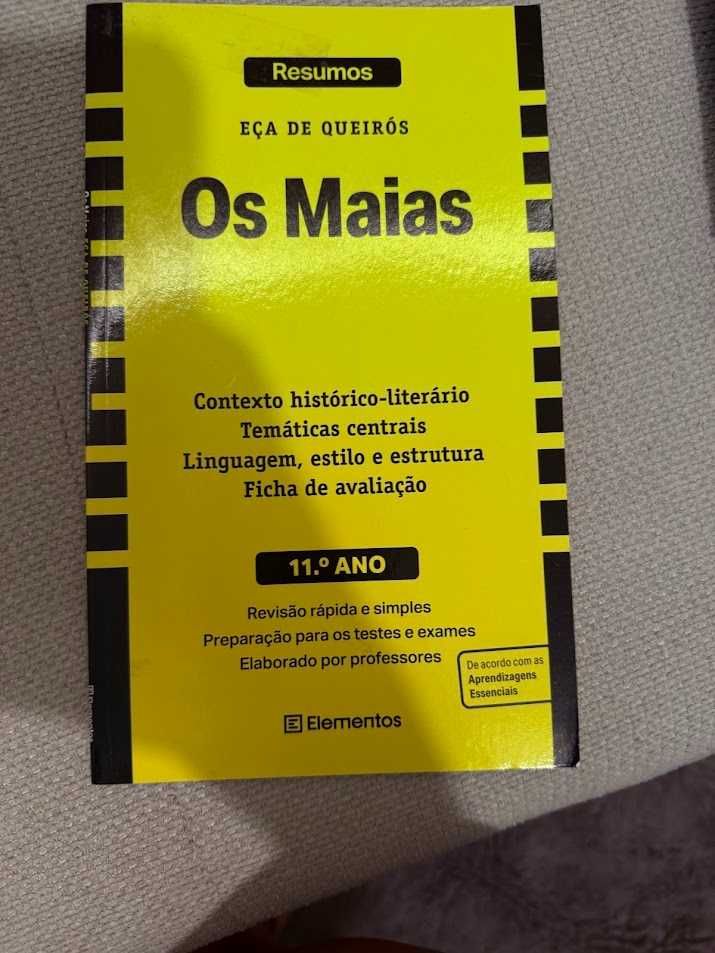 Resumos
EÇA DE QUEIRÓS
Os Maias
Contexto histórico-literário
Temáticas centrais
Linguagem, estilo e estrutura
Ficha de avaliação
11.º ANO
Revisão rápida e simples
Preparação para os testes e exames
Elaborado por professores
De acordo com as
Aprendizagens
Essenciais
Elementos